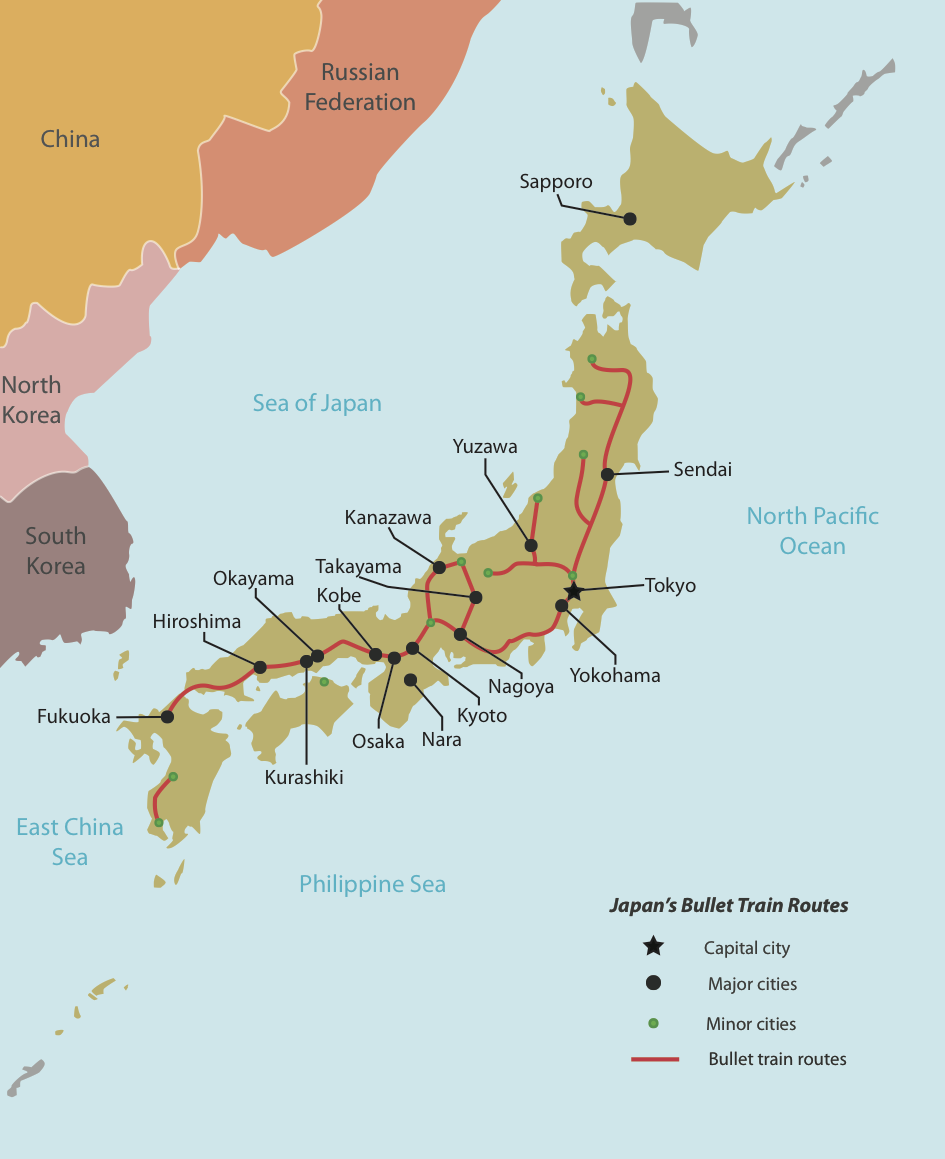 Russian
Federation
China
Sapporo
North
Korea
Sea of Japan
Yuzawa
Sendai
Kanazawa
North Pacific
Ocean
South
Korea
Takayama
Okayama
Kobe
Tokyo
Hiroshima
Yokohama
Nagoya
Fukuoka
Kyoto
Osaka
Nara
Kurashiki
East China
Sea
Philippine Sea
Japan's Bullet Train Routes
Capital city
Major cities
Minor cities
Bullet train routes